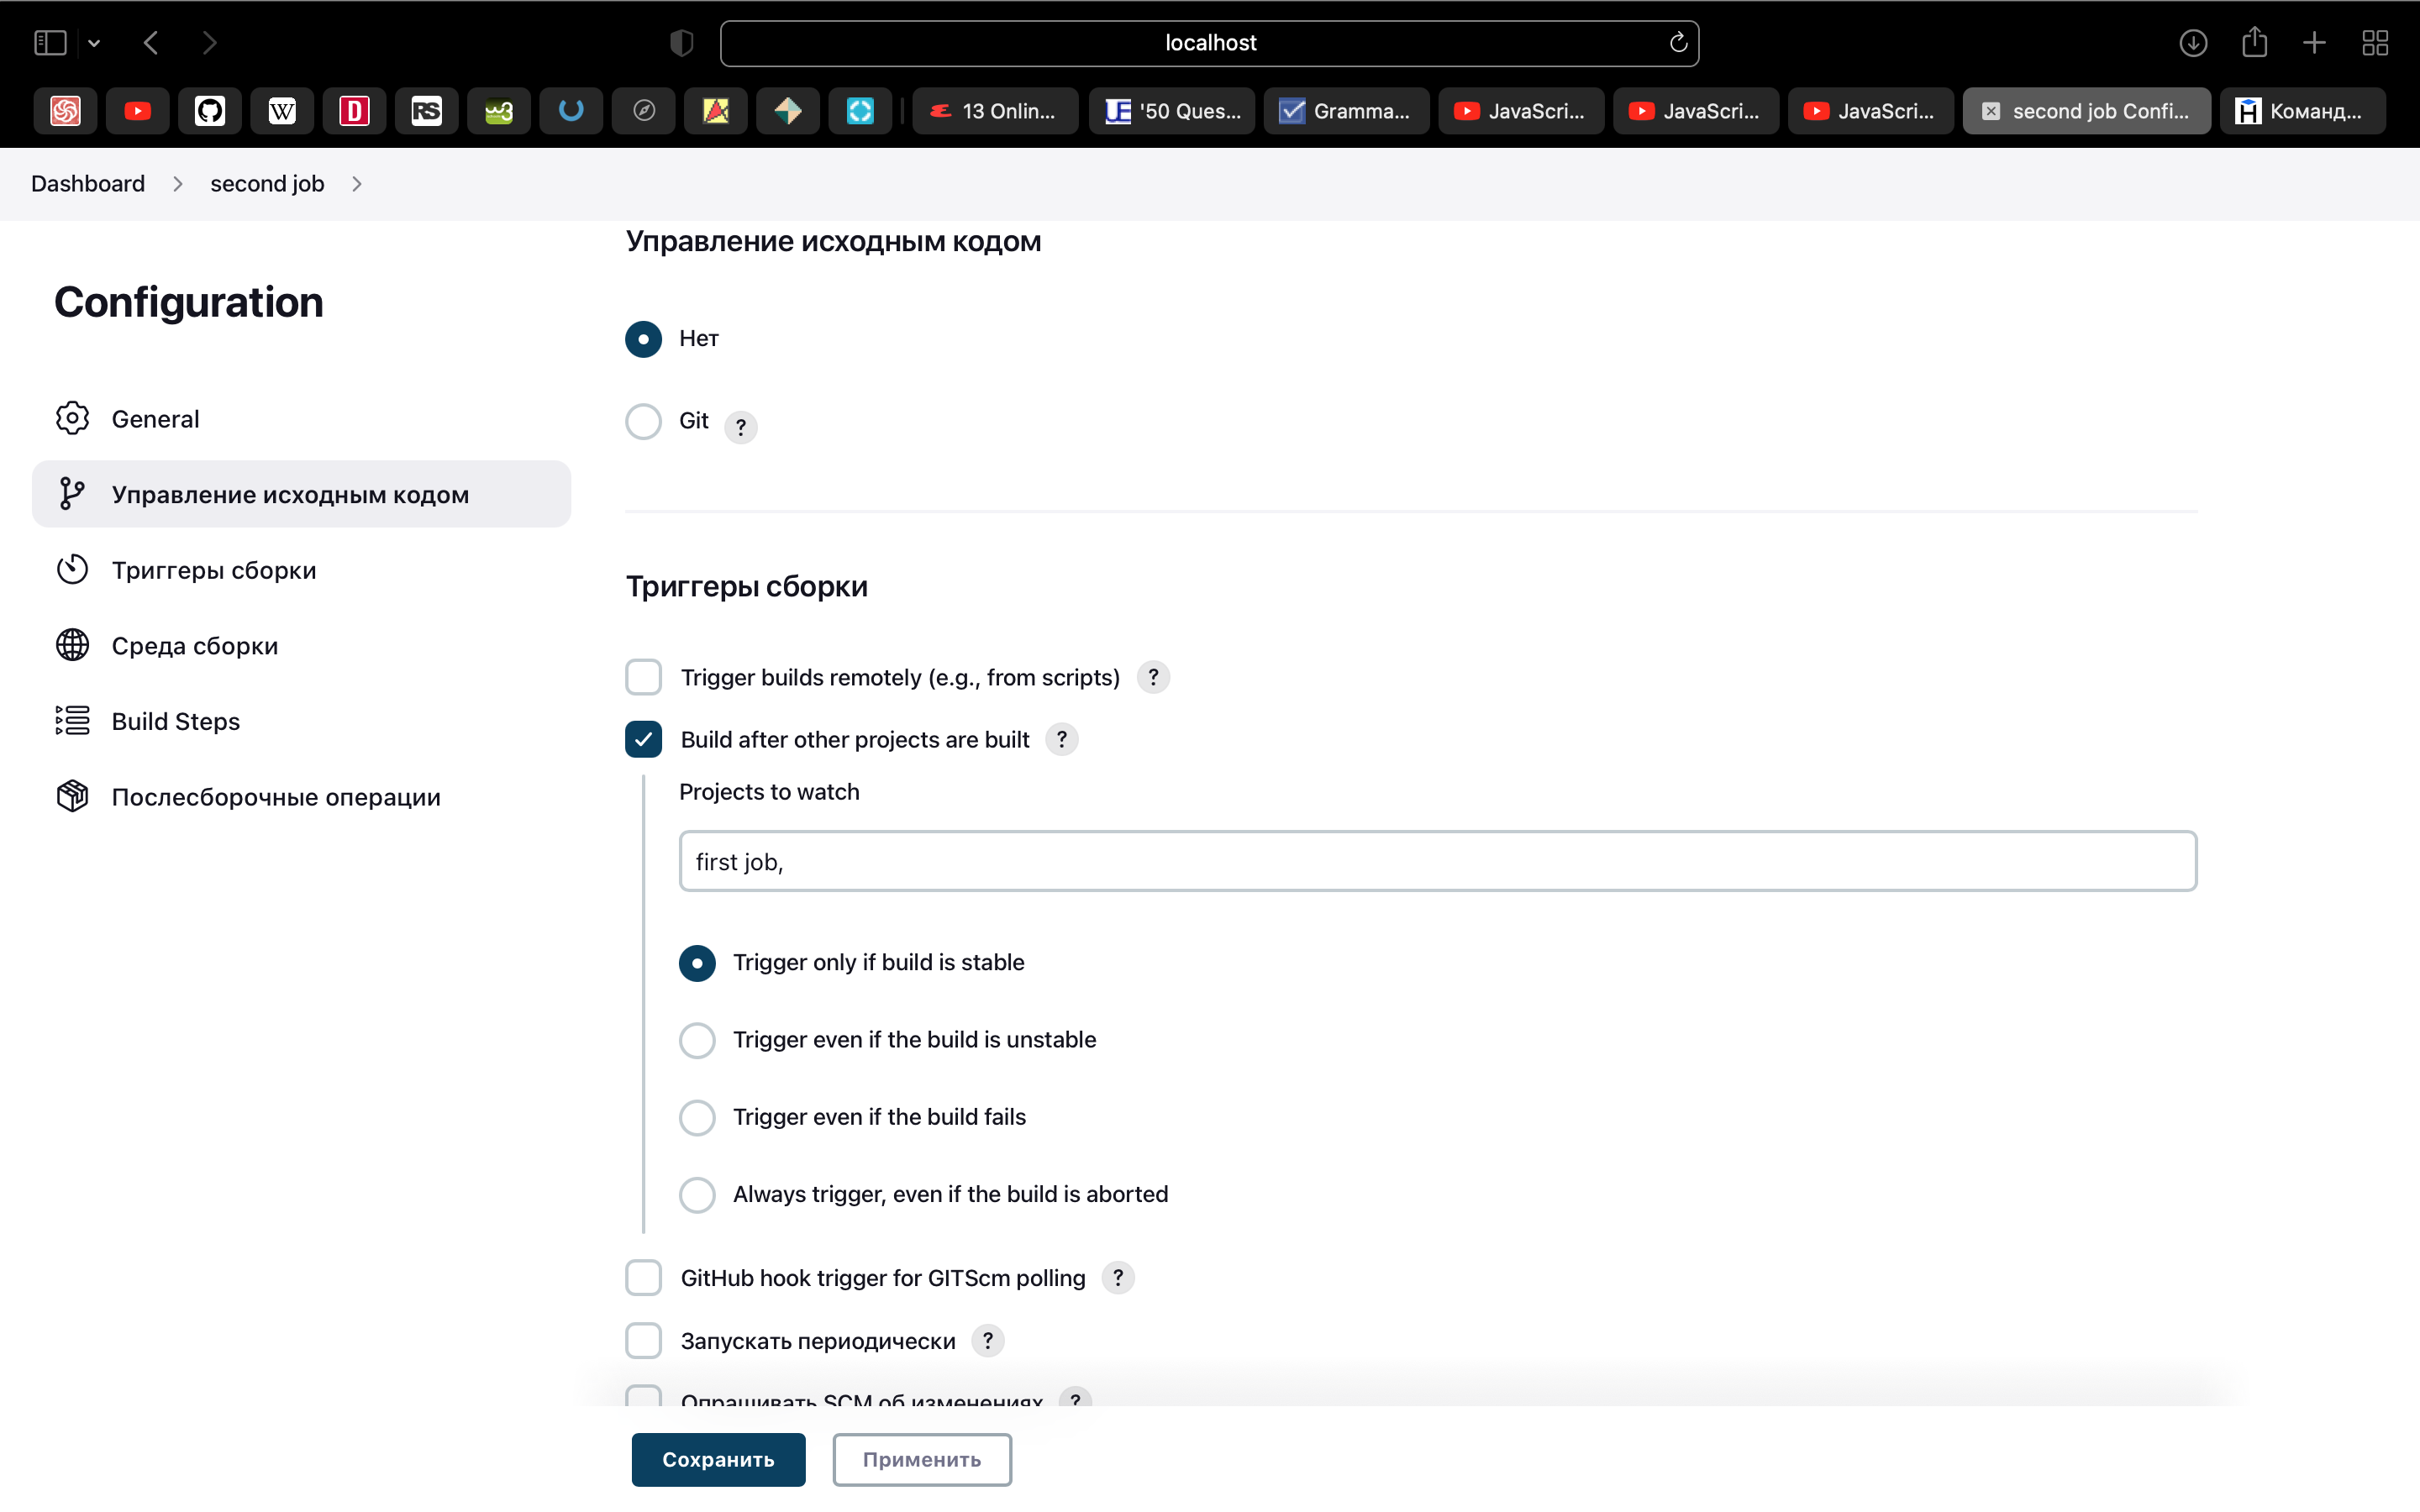 localhost
W
D
RS
w3
13 Onlin...
JE
'50 Ques...
Gramma...
JavaScri...
JavaScri...
JavaScri...
second job Confi...
H
Команд...
Dashboard
second job
Configuration
General
Управление исходным кодом
Триггеры сборки
Среда сборки
Build Steps
Послесборочные операции
Управление исходным кодом
Нет
Git ?
Триггеры сборки
Trigger builds remotely (e.g., from scripts) ?
Build after other projects are built ?
Projects to watch
first job,
Trigger only if build is stable
Trigger even if the build is unstable
Trigger even if the build fails
Always trigger, even if the build is aborted
GitHub hook trigger for GITScm polling ?
Запускать периодически ?
Опрашивать SCM об изменениях ?
Сохранить
Применить